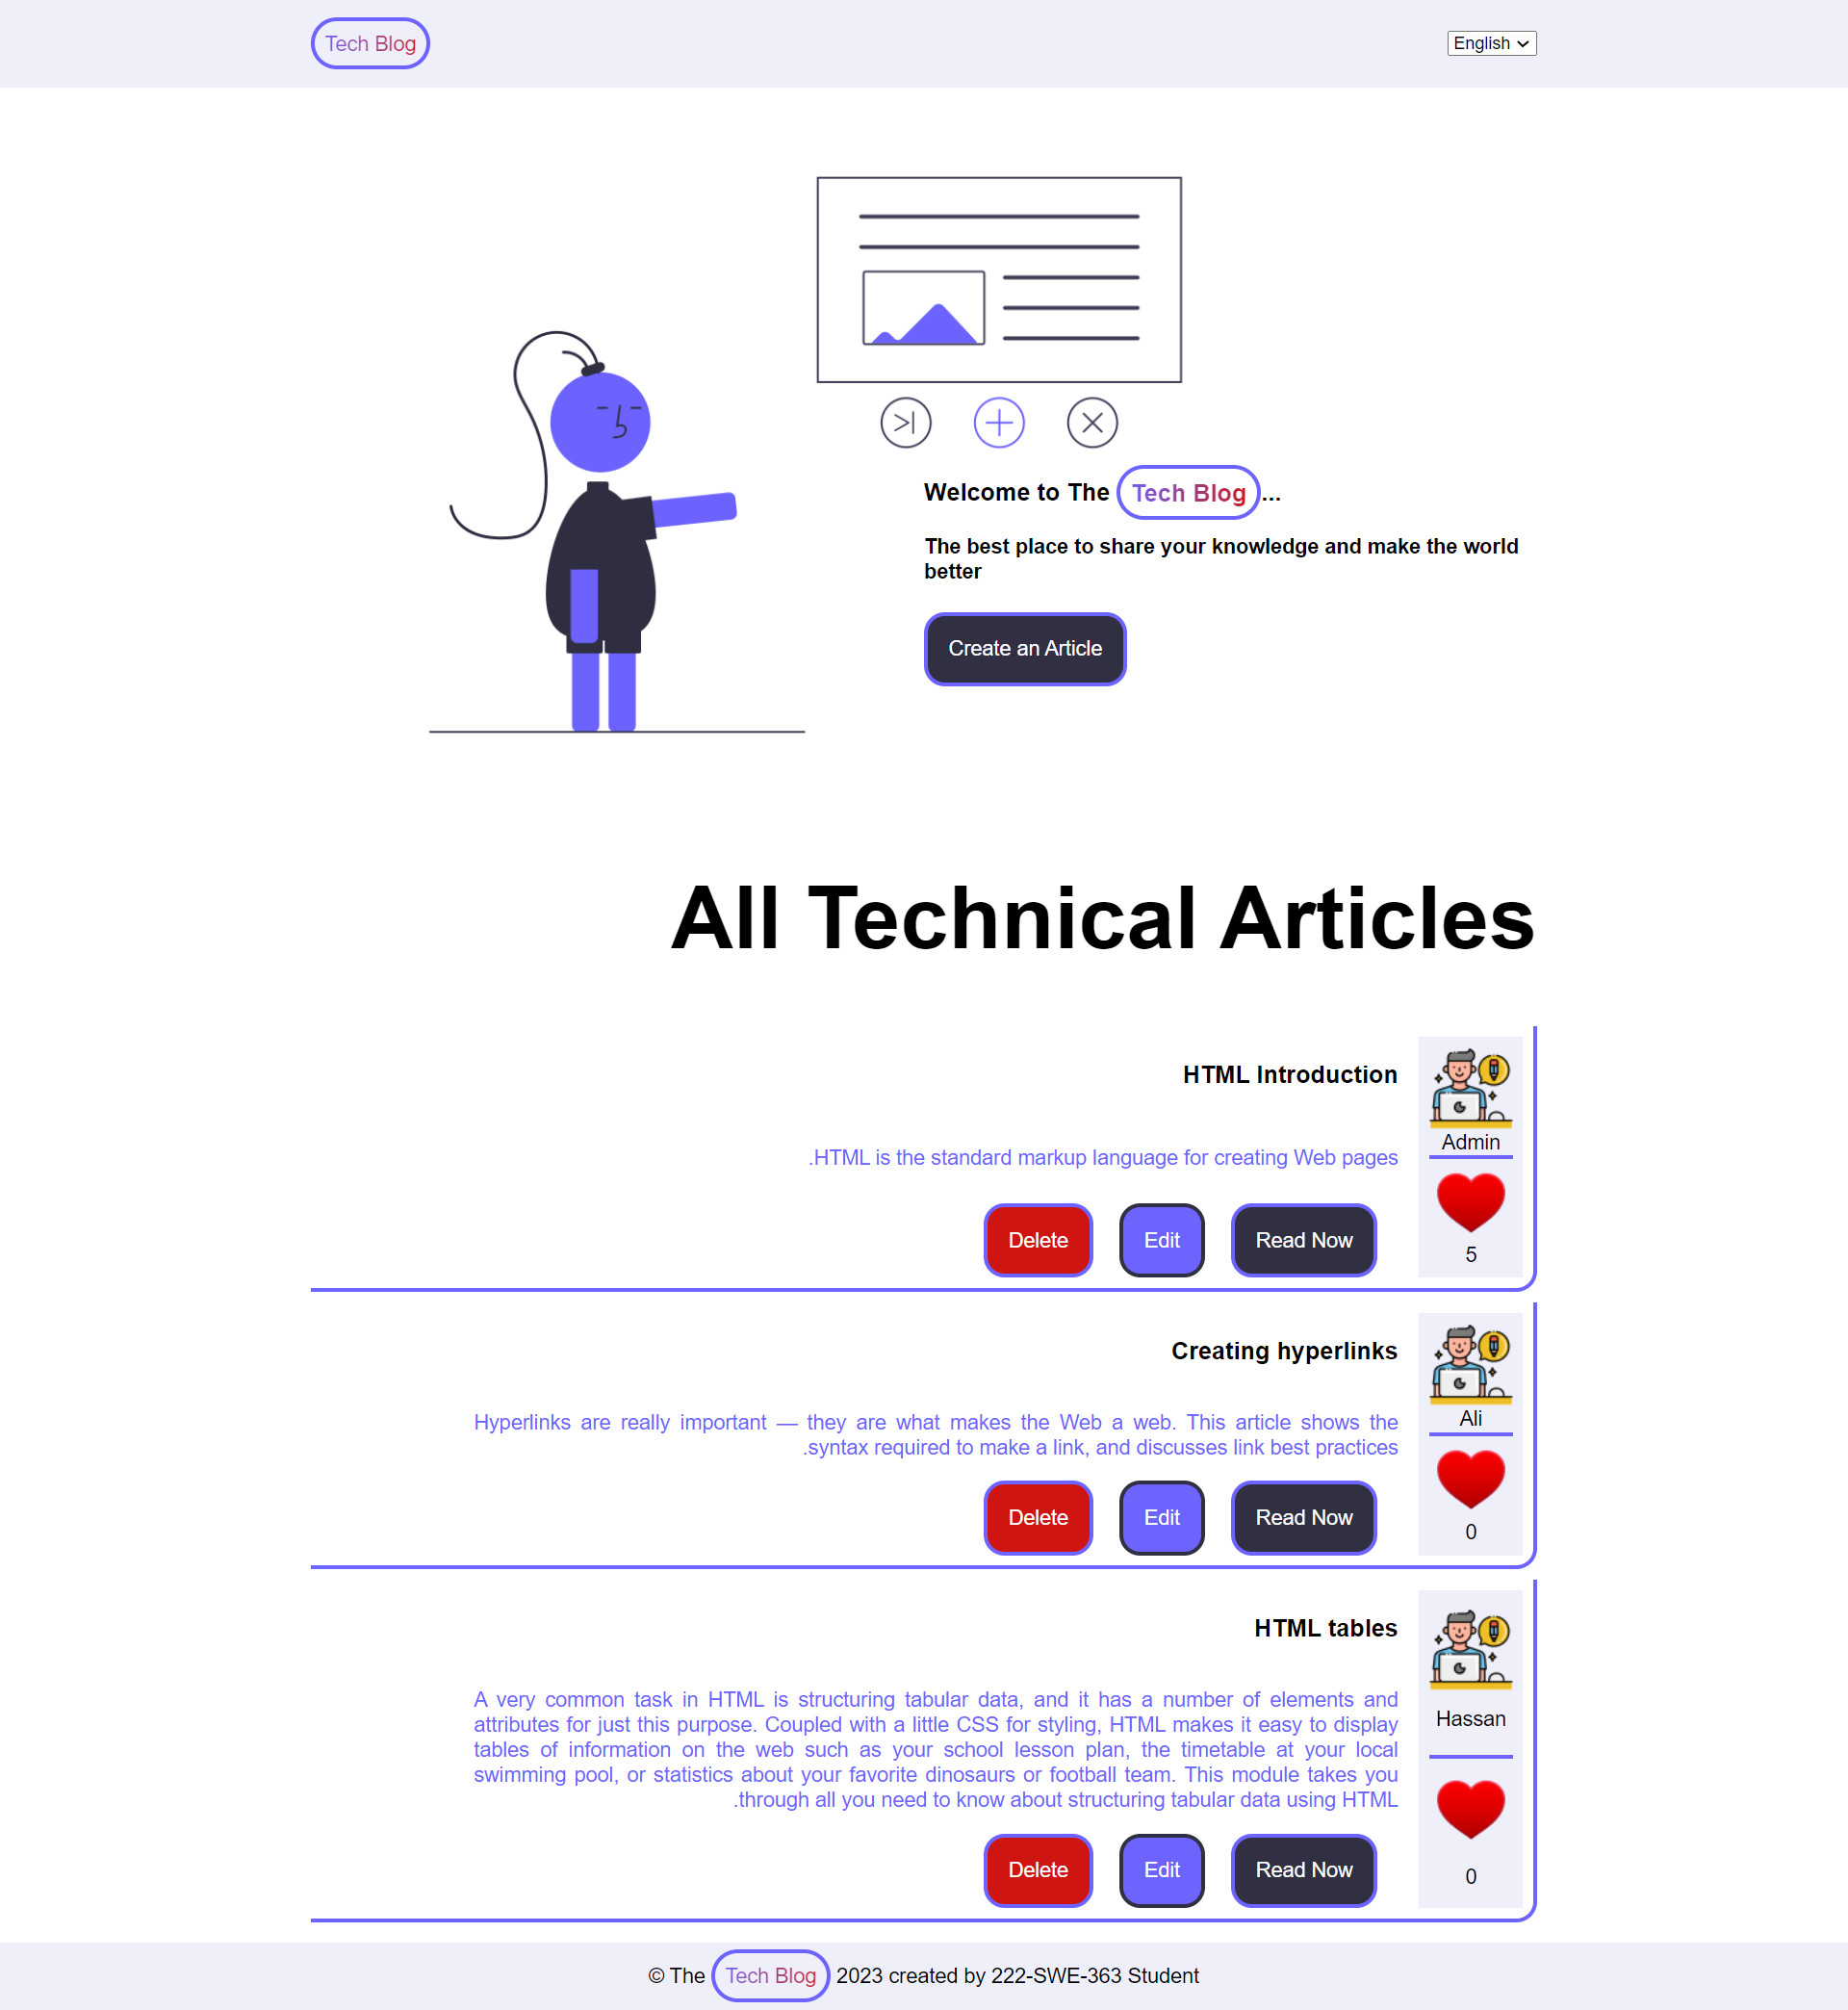 Tech Blog
English
Welcome to The Tech Blog...
The best place to share your knowledge and make the world
better
Create an Article
All Technical Articles
HTML Introduction
.HTML is the standard markup language for creating Web pages
Delete
Edit
Read Now
Admin
5
Creating hyperlinks
Hyperlinks are really important — they are what makes the Web a web. This article shows the
.syntax required to make a link, and discusses link best practices
Delete
Edit
Read Now
Ali
0
HTML tables
A very common task in HTML is structuring tabular data, and it has a number of elements and
attributes for just this purpose. Coupled with a little CSS for styling, HTML makes it easy to display
tables of information on the web such as your school lesson plan, the timetable at your local
swimming pool, or statistics about your favorite dinosaurs or football team. This module takes you
.through all you need to know about structuring tabular data using HTML
Delete
Edit
Read Now
Hassan
0
© The Tech Blog 2023 created by 222-SWE-363 Student